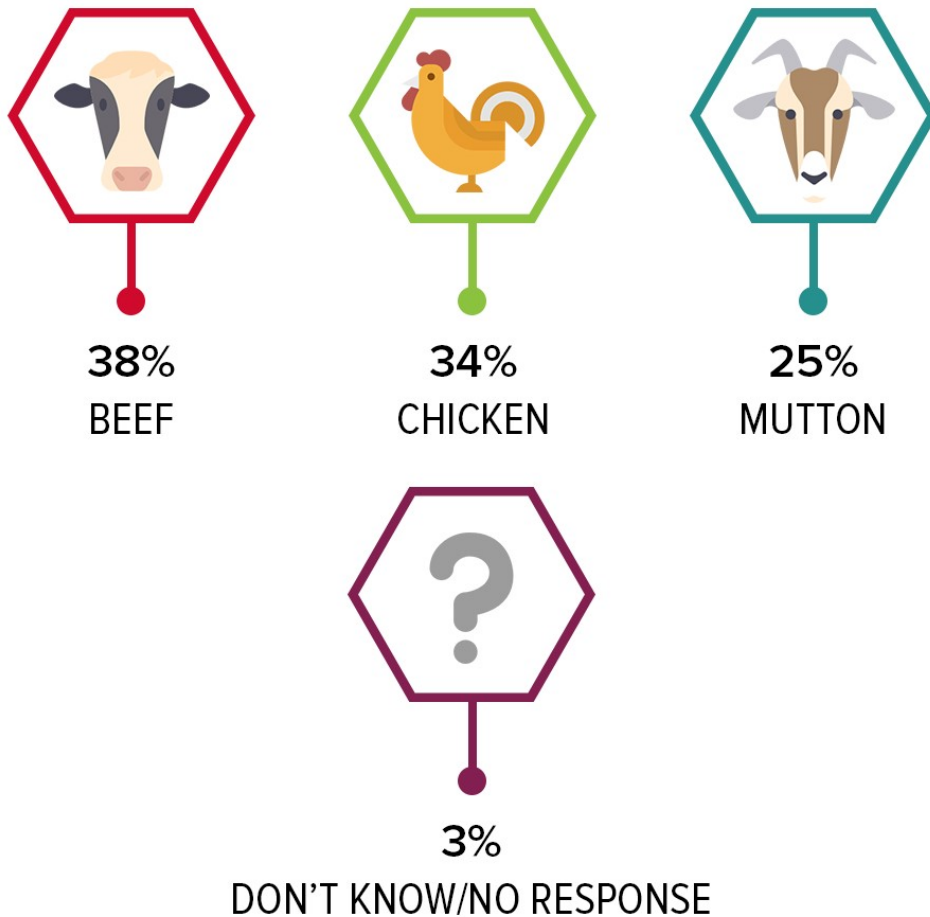 38%
BEEF
34%
CHICKEN
25%
MUTTON
?
3%
DON'T KNOW/NO RESPONSE